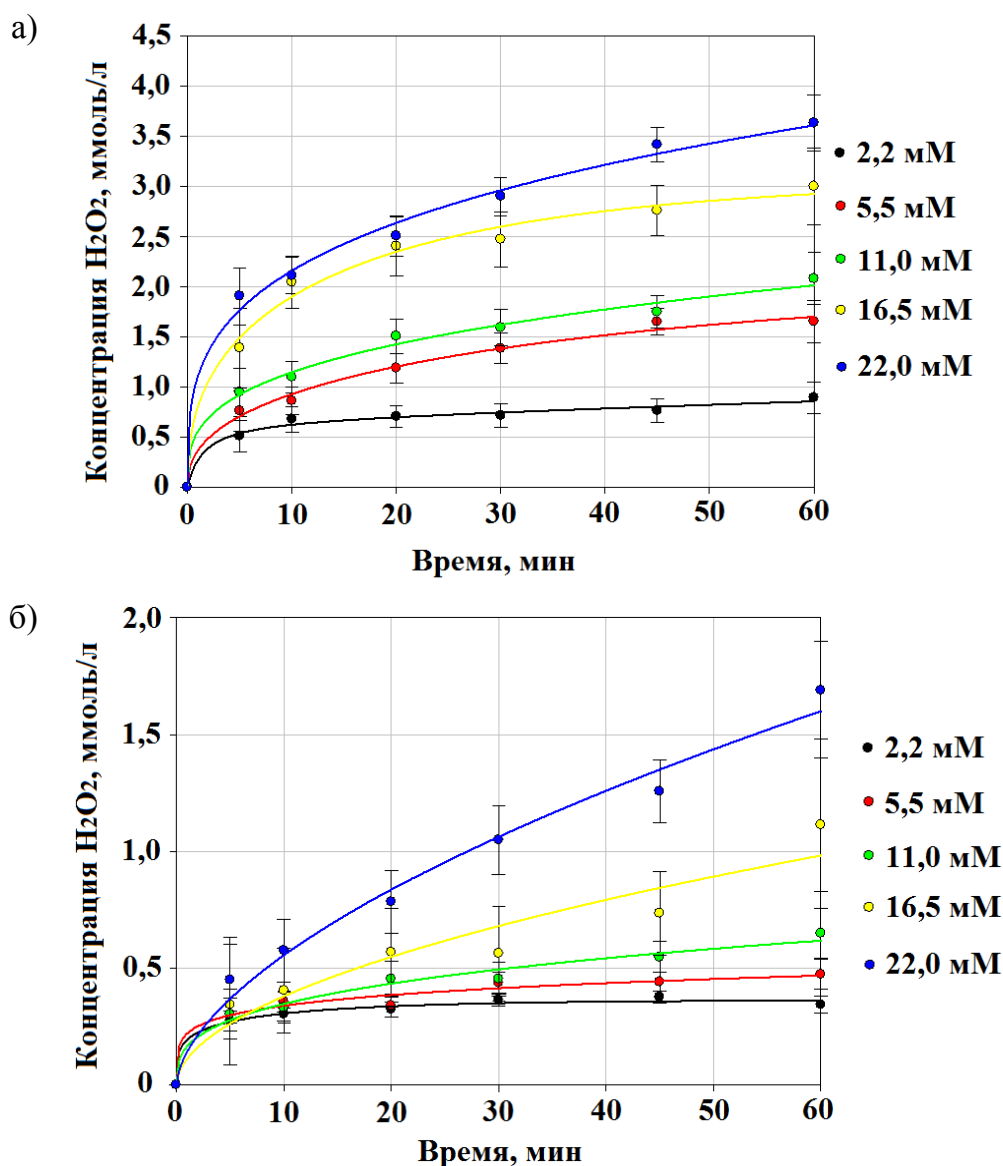 а)
Концентрация H2O2, ммоль/л
4,5
4,0
3,5
3,0
2,5
2,0
1,5
1,0
0,5
0
0 10 20 30 40 50 60
Время, мин
2,2 мМ
5,5 мМ
11,0 мМ
16,5 мМ
22,0 мМ
б)
Концентрация H2O2, ммоль/л
2,0
1,5
1,0
0,5
0
0 10 20 30 40 50 60
Время, мин
2,2 мМ
5,5 мМ
11,0 мМ
16,5 мМ
22,0 мМ